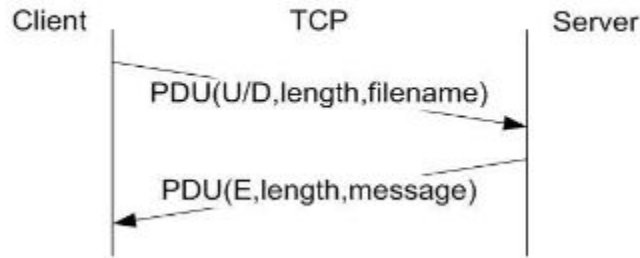 Client TCP Server
PDU(U/D,length,filename)
PDU(E,length,message)